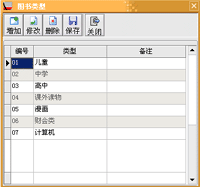 图书类型
增加 修改 删除 保存 关闭
编号 类型 备注
01 儿童
02 中学
03 高中
04 课外读物
05 漫画
06 财会类
07 计算机